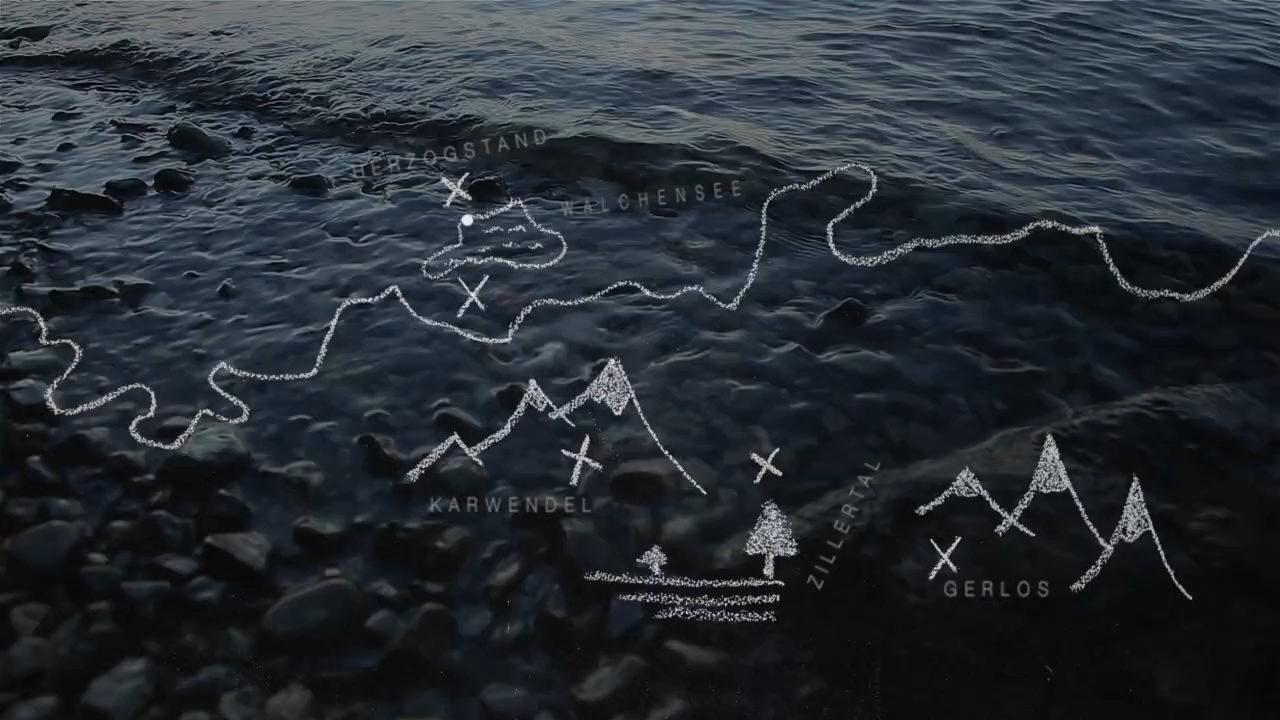 HERZOGSTAND
WALCHENSEE
KARWENDEL
ZILLERTAL
GERLOS